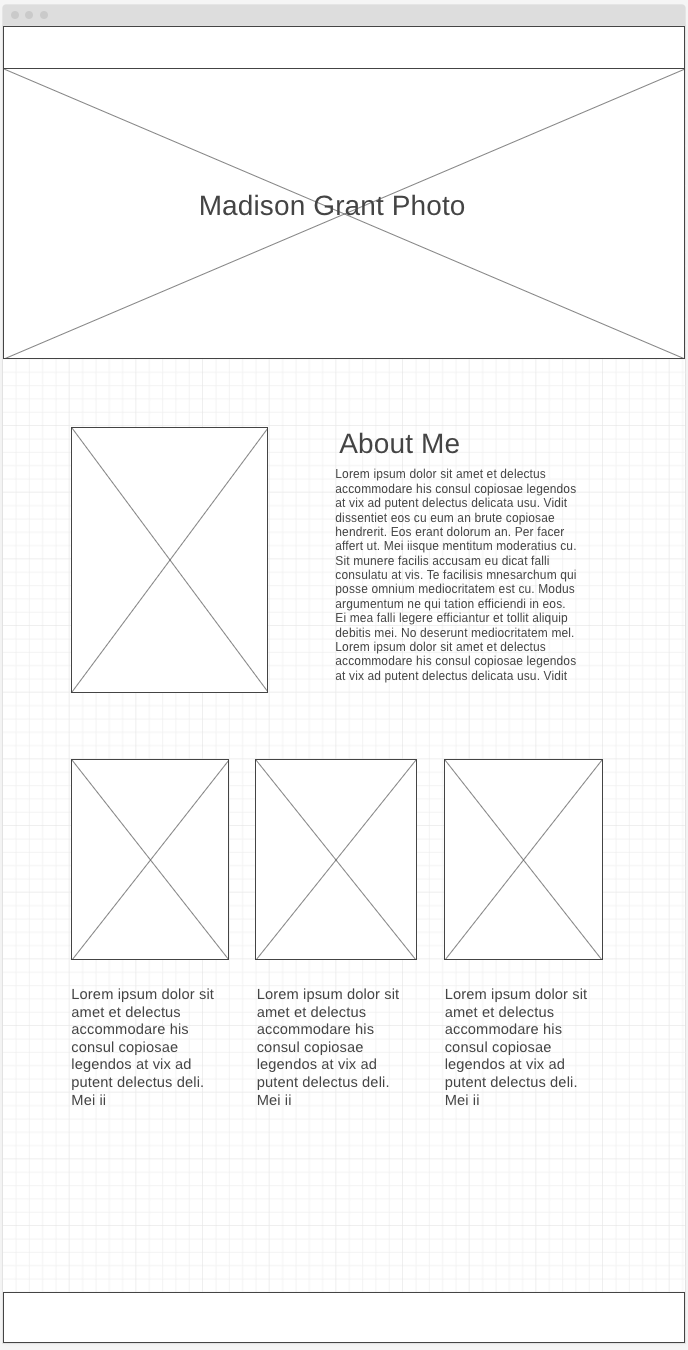 Madison Grant Photo
About Me
Lorem ipsum dolor sit amet et delectus
accommodare his consul copiosae legendos
at vix ad putent delectus delicata usu. Vidit
dissentiet eos cu eum an brute copiosae
hendrerit. Eos erant dolorum an. Per facer
affert ut. Mei iisque mentitum moderatius cu.
Sit munere facilis accusam eu dicat falli
consulatu at vis. Te facilisis mnesarchum qui
posse omnium mediocritatem est cu. Modus
argumentum ne qui tation efficiendi in eos.
Ei mea falli legere efficiantur et tollit aliquip
debitis mei. No deserunt mediocritatem mel.
Lorem ipsum dolor sit amet et delectus
accommodare his consul copiosae legendos
at vix ad putent delectus delicata usu. Vidit
Lorem ipsum dolor sit
amet et delectus
accommodare his
consul copiosae
legendos at vix ad
putent delectus deli.
Mei ii
Lorem ipsum dolor sit
amet et delectus
accommodare his
consul copiosae
legendos at vix ad
putent delectus deli.
Mei ii
Lorem ipsum dolor sit
amet et delectus
accommodare his
consul copiosae
legendos at vix ad
putent delectus deli.
Mei ii